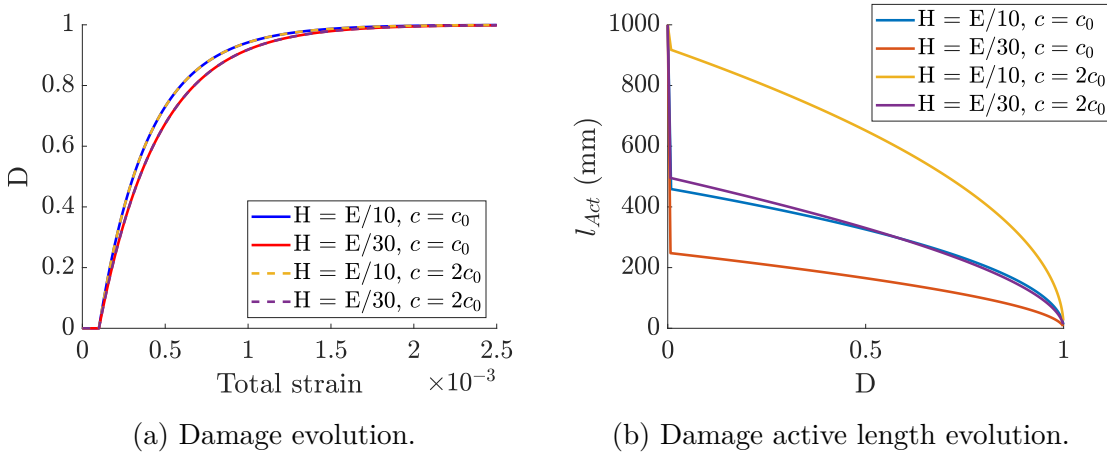 1
0.8
0.6
0.4
0.2
0
D
0 0.5 1 1.5 2 2.5
Total strain ×10⁻³
H = E/10, c = c₀
H = E/30, c = c₀
H = E/10, c = 2c₀
H = E/30, c = 2c₀
(a) Damage evolution.
1000
800
600
400
200
0
l_Act (mm)
0 0.5 1
D
H = E/10, c = c₀
H = E/30, c = c₀
H = E/10, c = 2c₀
H = E/30, c = 2c₀
(b) Damage active length evolution.